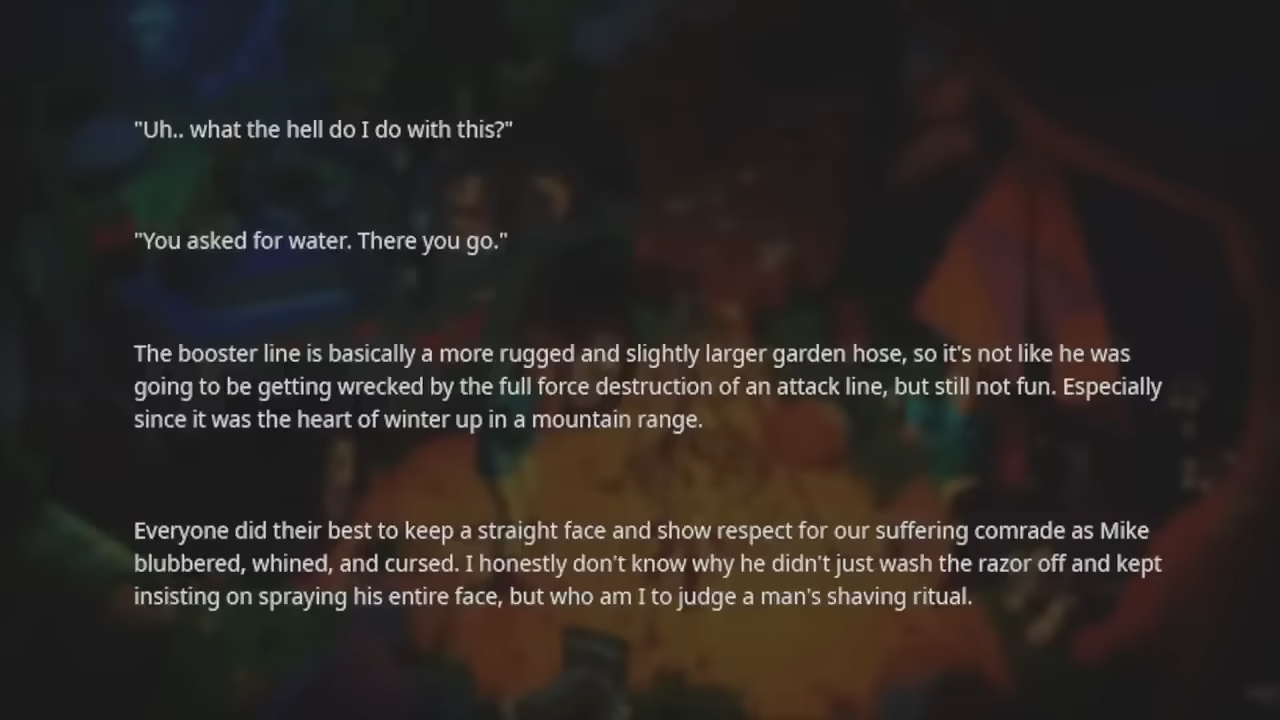 "Uh.. what the hell do I do with this?"
"You asked for water. There you go."
The booster line is basically a more rugged and slightly larger garden hose, so it's not like he was
going to be getting wrecked by the full force destruction of an attack line, but still not fun. Especially
since it was the heart of winter up in a mountain range.
Everyone did their best to keep a straight face and show respect for our suffering comrade as Mike
blubbered, whined, and cursed. I honestly don't know why he didn't just wash the razor off and kept
insisting on spraying his entire face, but who am I to judge a man's shaving ritual.